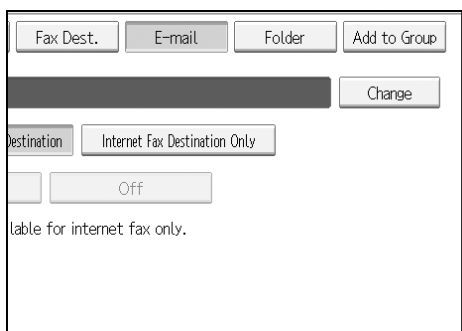 Fax Dest. E-mail Folder Add to Group
Change
Destination Internet Fax Destination Only
Off
lable for internet fax only.